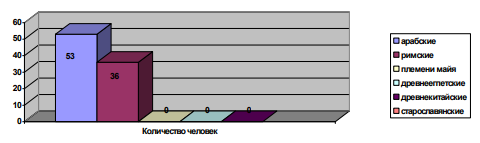 60
50
40
30
20
10
0
53
36
0
0
0
Количество человек
арабские
римские
племени майя
древнеегпетские
древнекитайские
старославянские